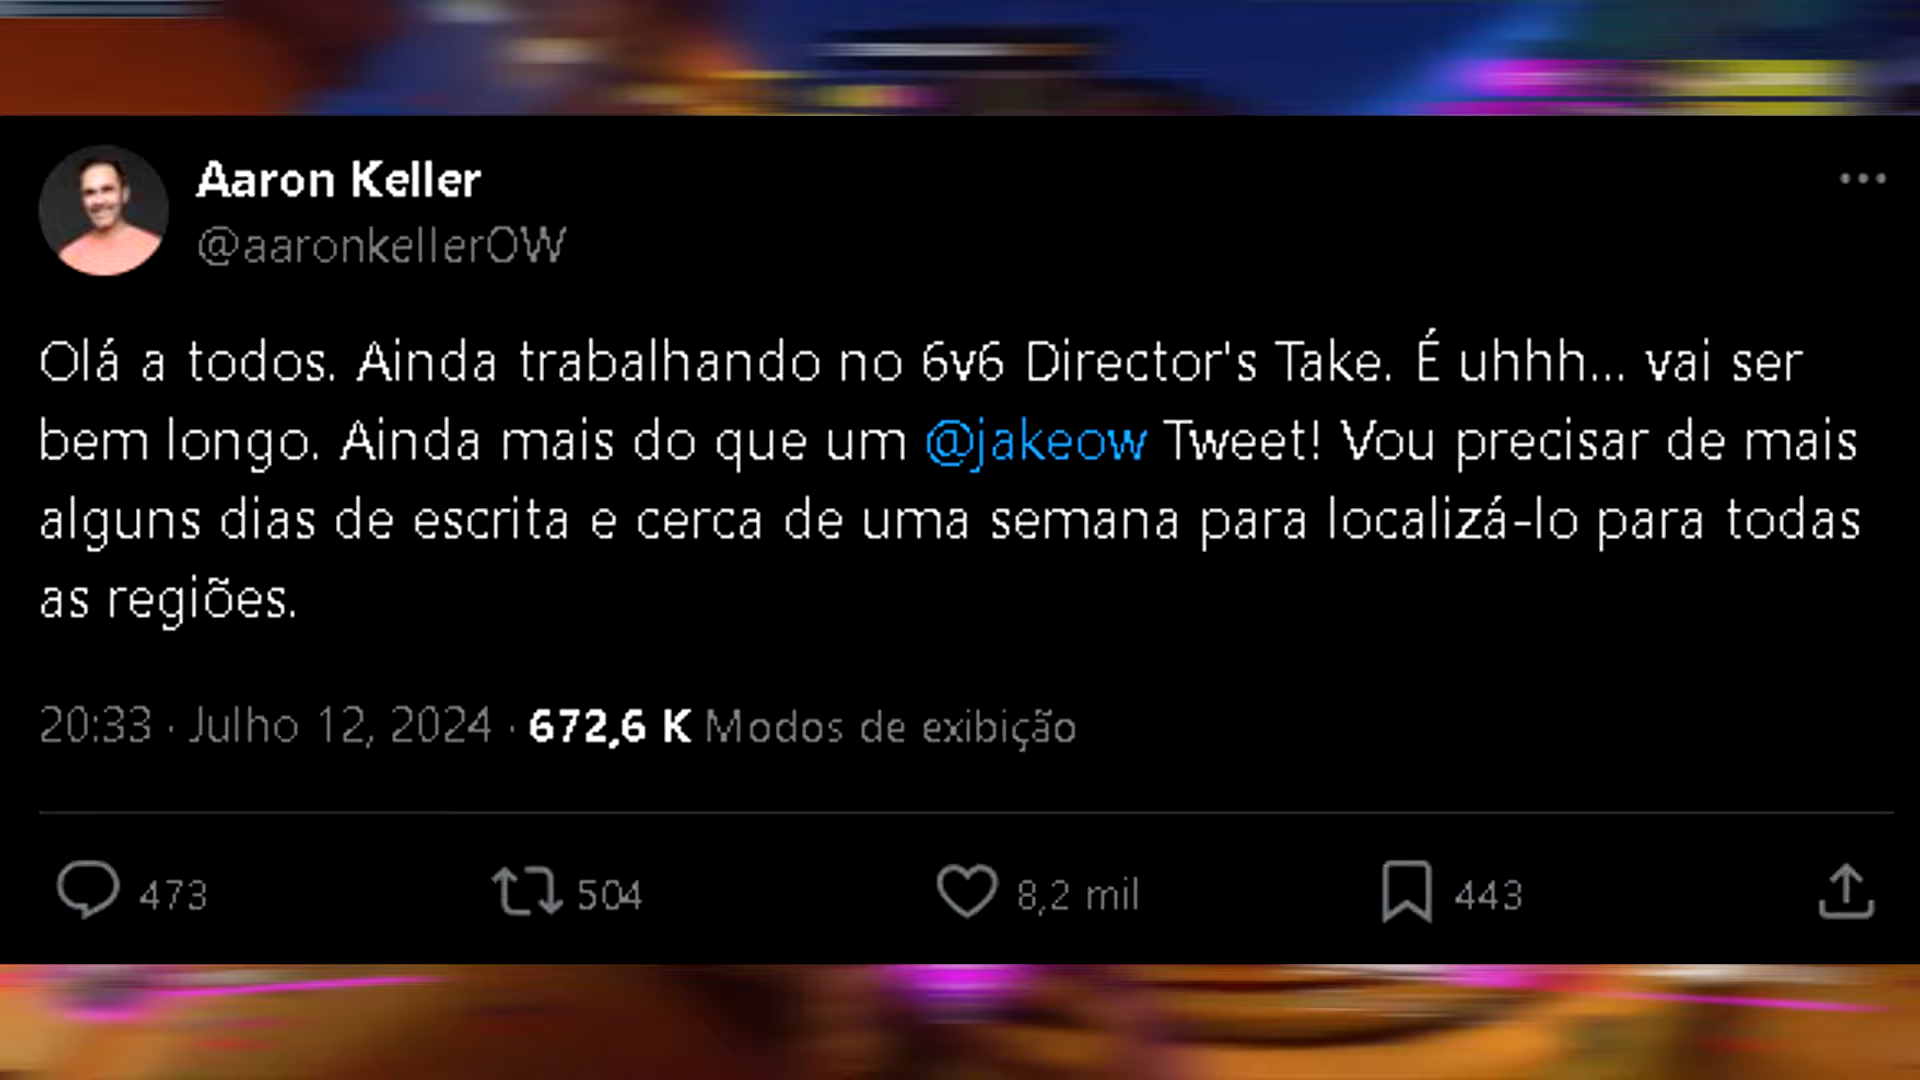 Aaron Keller
@aaronkellerOW
Olá a todos. Ainda trabalhando no 6v6 Director's Take. É uhhh... vai ser
bem longo. Ainda mais do que um @jakeow Tweet! Vou precisar de mais
alguns dias de escrita e cerca de uma semana para localizá-lo para todas
as regiões.
20:33 · Julho 12, 2024 · 672,6 K Modos de exibição
473 504 8,2 mil 443